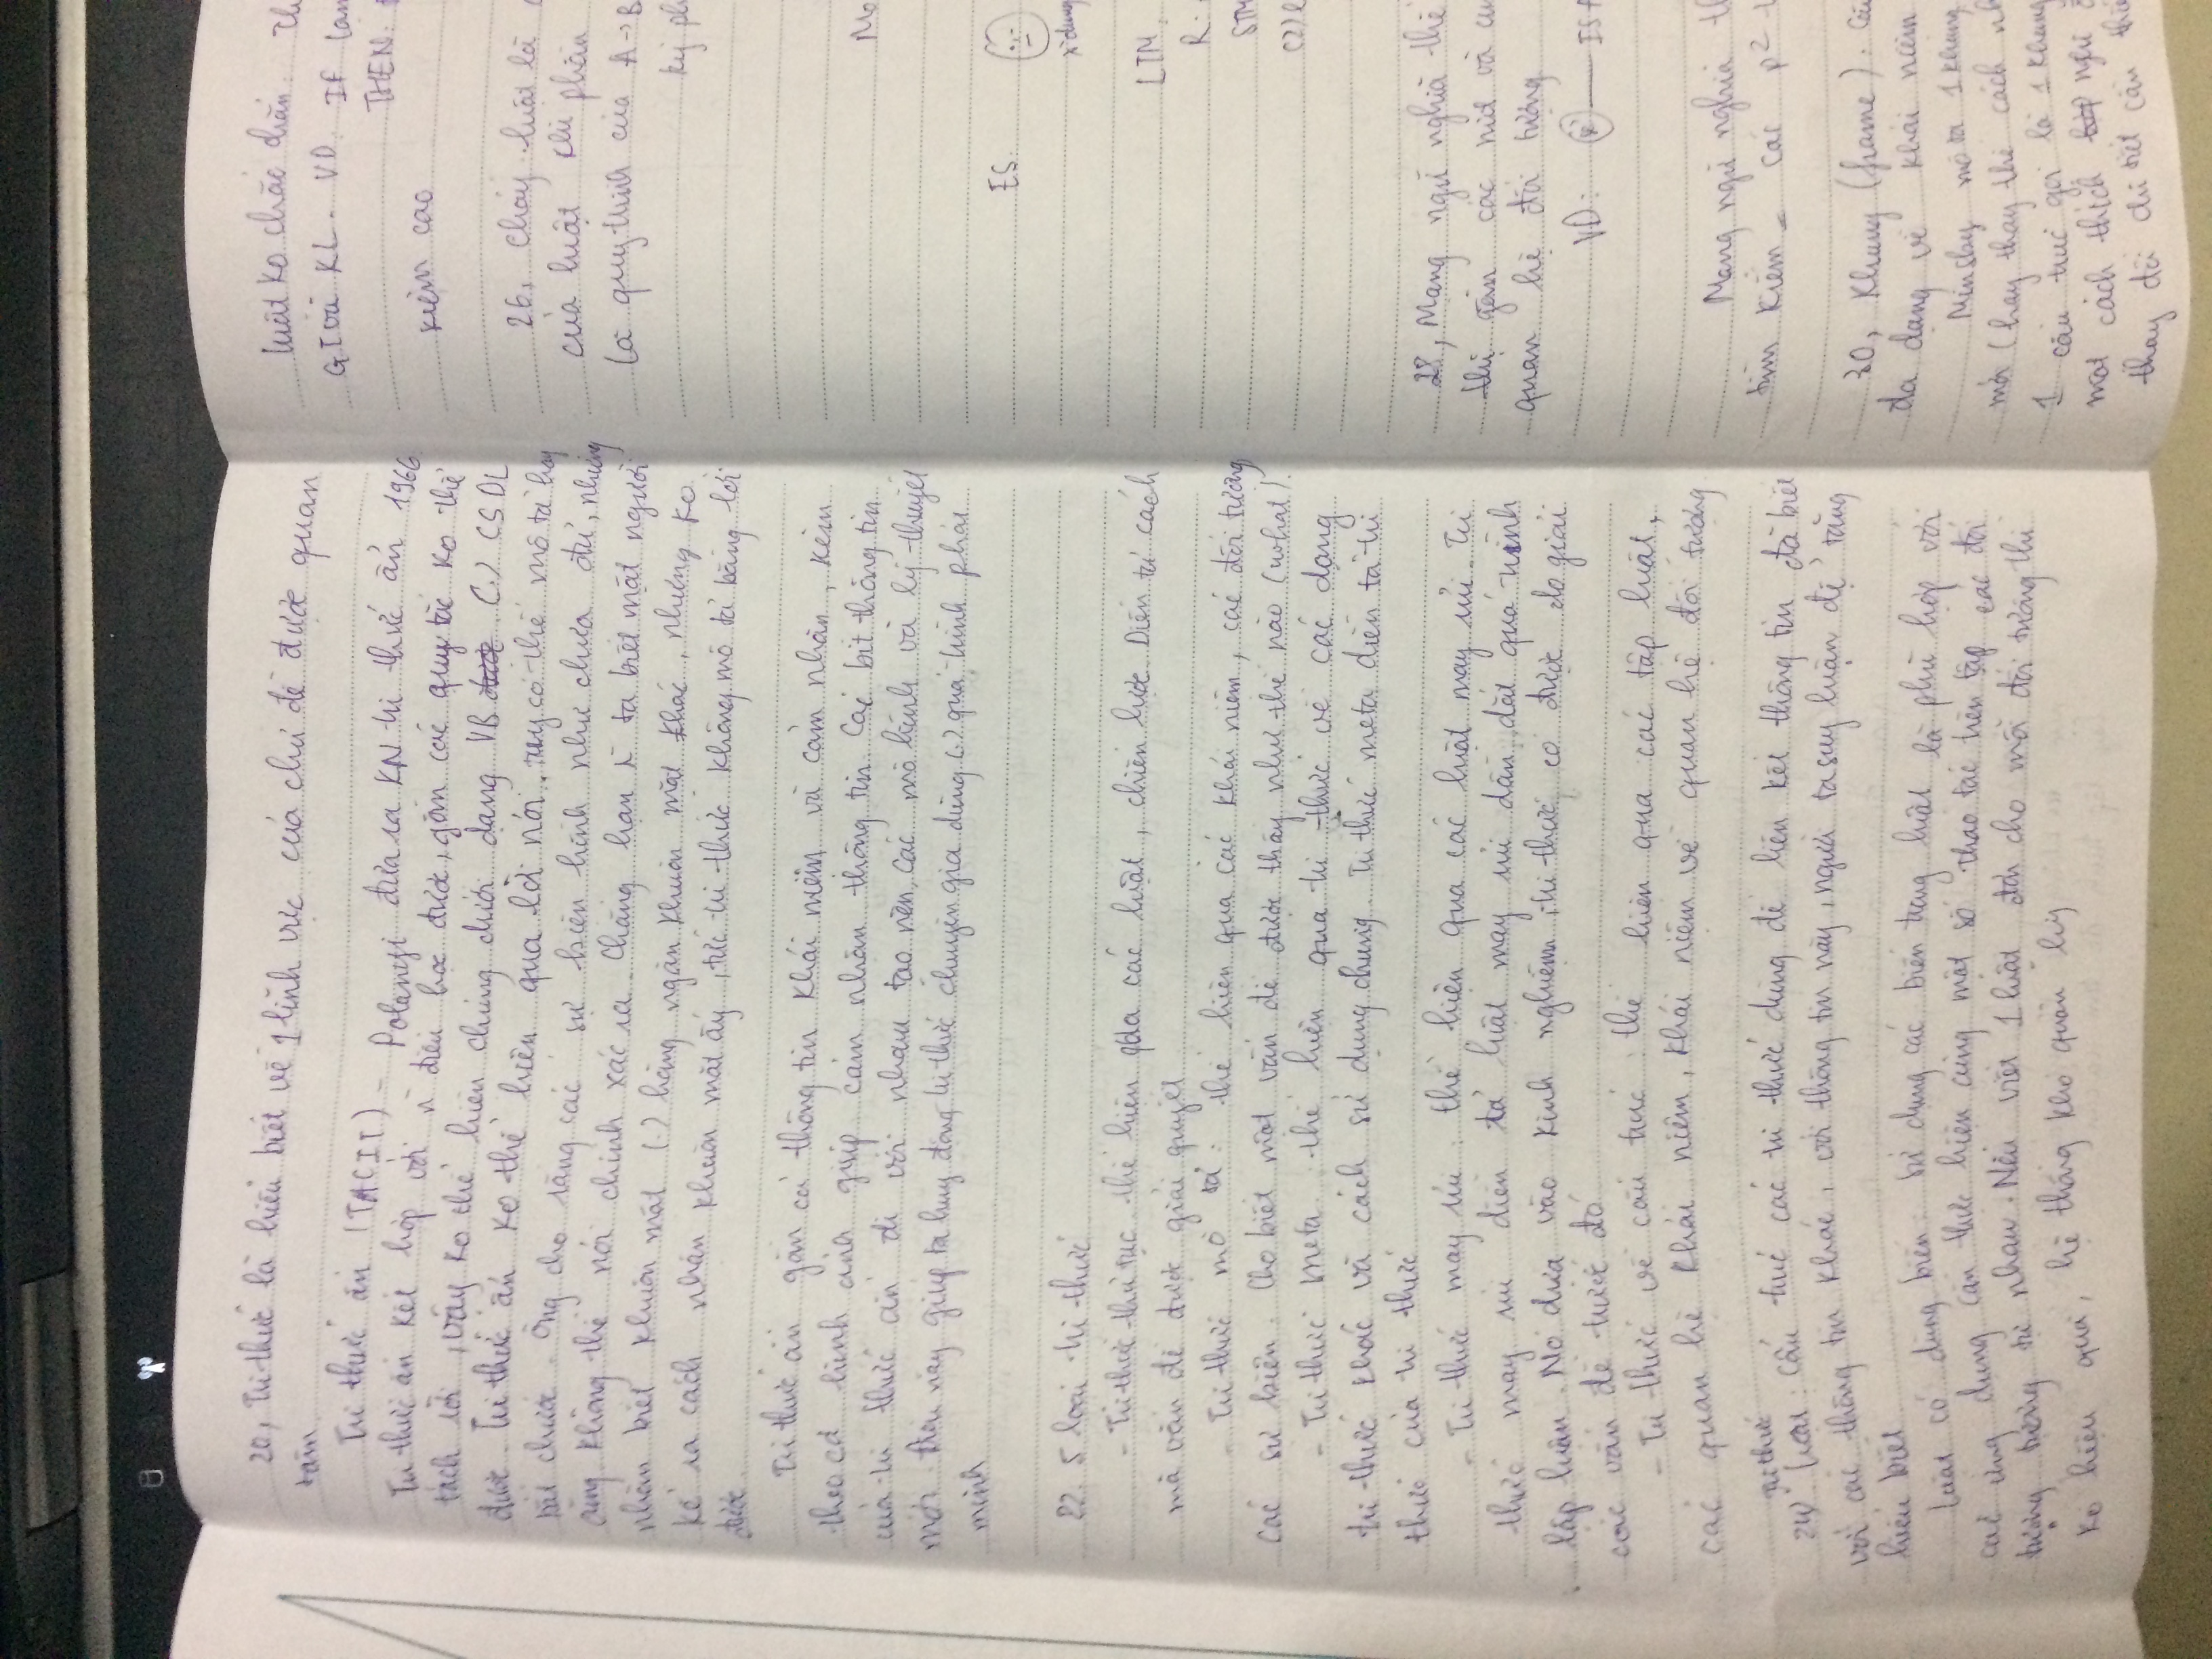 20, Tri thức là hiểu biết về 1 lĩnh vực của chủ đề được quan
tâm.
Tri thức ẩn (TACIT) - Polanyi đưa ra KN tri thức ẩn 1966
Tri thức ẩn kết hợp với n điều học được, gồm các quy tắc ko thể
tách rời, vậy ko thể hiện chúng dưới dạng VB (.) CSDL
được. Tri thức ẩn ko thể hiện qua lời nói, tuy có thể mô tả hay
bắt chước. Ông cho rằng các sự kiện hình như chưa đủ, nhưng
cũng không thể nói chính xác ra. Chẳng hạn ta biết mặt người
nhận biết khuôn mặt (.) hàng ngàn khuôn mặt khác, nhưng ko
kể ra cách nhận khuôn mặt ấy, tức tri thức không mô tả bằng lời
được.
Tri thức ẩn gồm cả thông tin khái niệm và cảm nhận, kèm
theo cả hình ảnh giúp cảm nhận thông tin. Các bit thông tin
của tri thức ẩn đi với nhau tạo nên các mô hình và lý thuyết
mới. Điều này giúp ta huy động tri thức chuyên gia dùng (.) quá trình phát
minh
22. 5 loại tri thức
- Tri thức thủ tục thể hiện qua các luật, chiến lược. Diễn tả cách
mà vấn đề được giải quyết
- Tri thức mô tả : thể hiện qua các khái niệm, các đối tượng
các sự kiện. Cho biết một vấn đề được thấy như thế nào (what).
- Tri thức meta thể hiện qua tri thức về các dạng
tri thức khác và cách sử dụng chung. Tri thức meta diễn tả tri
thức của tri thức
- Tri thức may rủi : thể hiện qua các luật may rủi. Tri
thức may rủi diễn tả luật may rủi dẫn dắt quá trình
lập luận. Nó dựa vào kinh nghiệm, tri thức có được do giải
các vấn đề trước đó
- Tri thức về cấu trúc : thể hiện qua các tập luật,
các quan hệ khái niệm, khái niệm về quan hệ đối tượng
Tri thức
24, luật : cấu trúc các tri thức dùng để liên kết thông tin đã biết
với các thông tin khác, với thông tin này, người ta suy luận để tăng
hiểu biết
Luật có dùng biến : sử dụng các biến trong luật là phù hợp với
các ứng dụng cần thực hiện cùng một số thao tác trên tập các đối
tượng tương tự nhau. Nếu viết 1 luật đơn cho mỗi đối tượng thì
ko hiệu quả, hệ thống khó quản lý
luật ko chắc chắn. Th
GT và KL. VD. IF
THEN:
kiệm cao
26, cháy luật là
của luật khi phần
là quy trình của A→B
ký ph
Mo
ES.
LTM.
R:
STM
28, Mạng ngữ nghĩa thể
thị gồm các nút và cu
quan hệ đối tượng
VD: IS A
Mạng ngữ nghĩa th
tìm kiếm = các p²
30, Khung (frame). Cấu
đa dạng về khái niệm
Minsky mô tả 1 khung
mới (hay thay thế cách nh
1 cấu trúc gọi là 1 khung
một cách thích nghi
thay đổi chi tiết cần thiế